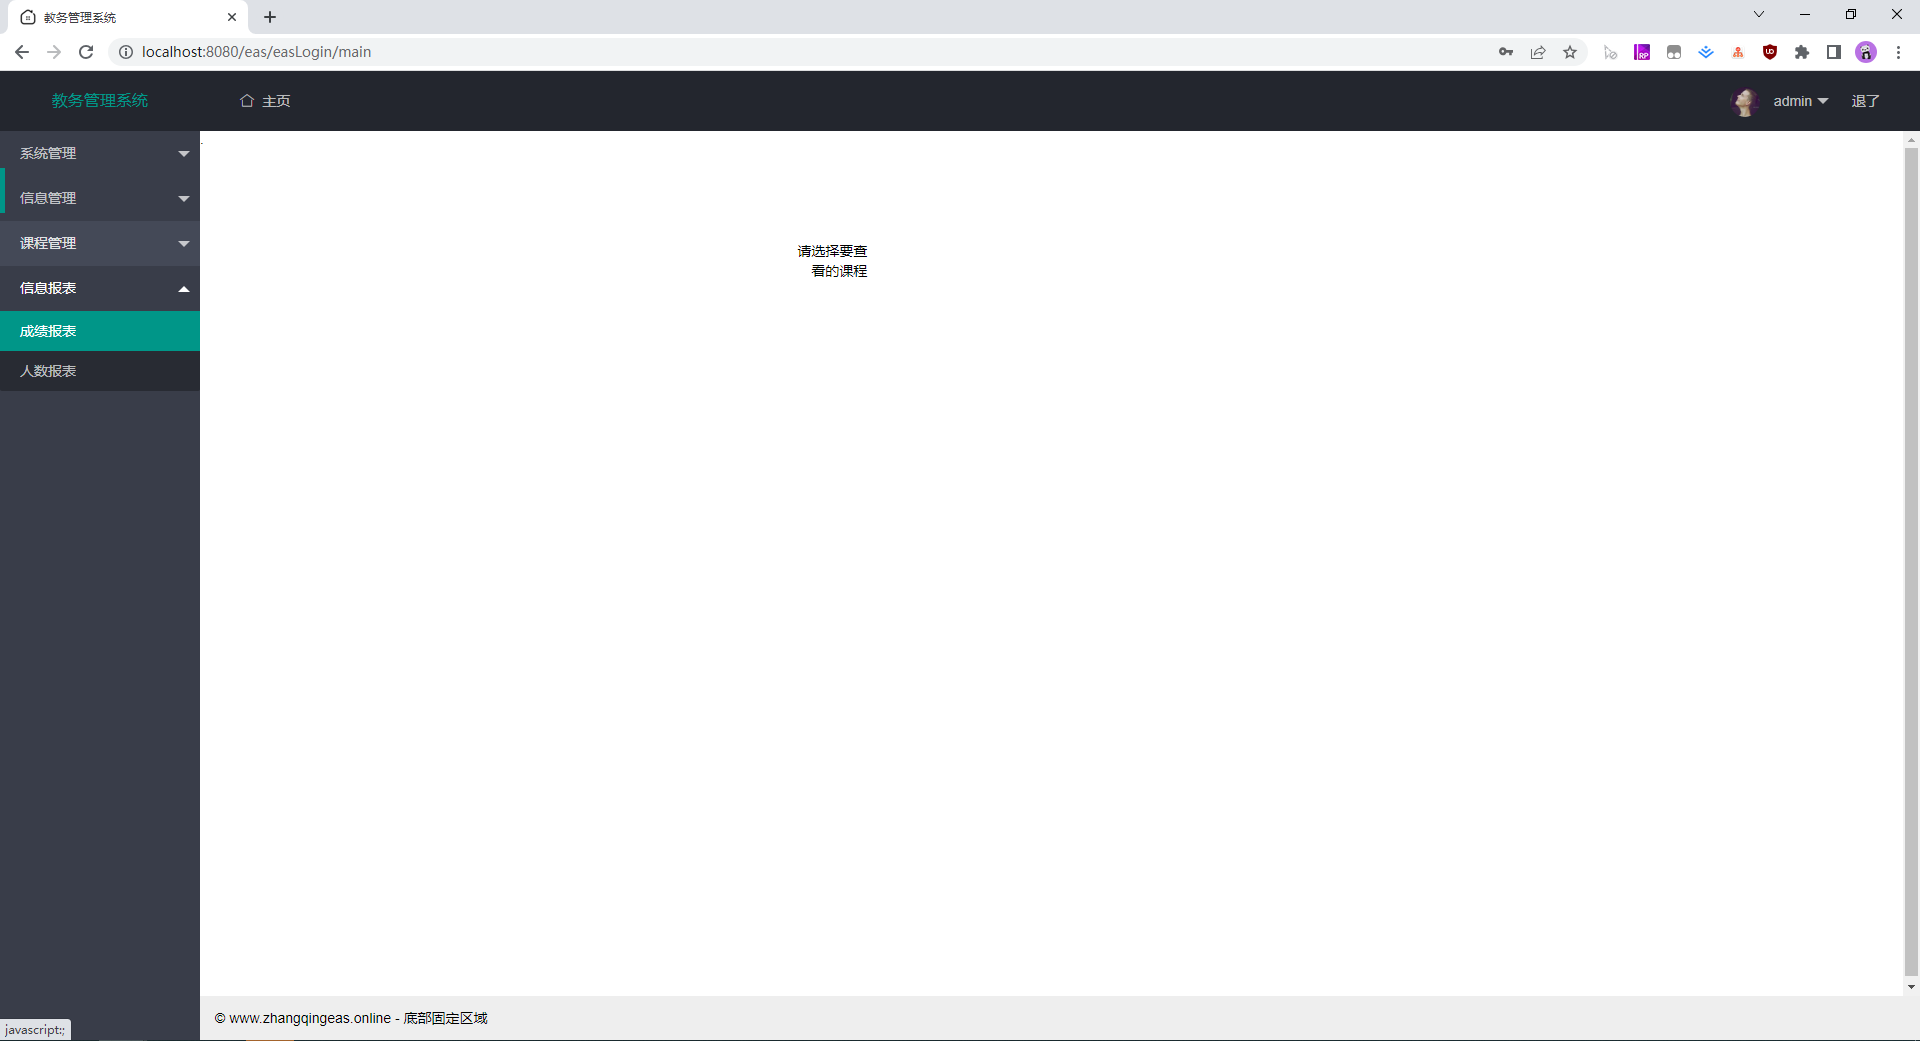 教务管理系统
localhost:8080/eas/easLogin/main
教务管理系统
主页
admin
退了
系统管理
信息管理
课程管理
信息报表
成绩报表
人数报表
请选择要查
看的课程
© www.zhangqingeas.online - 底部固定区域
javascript:;